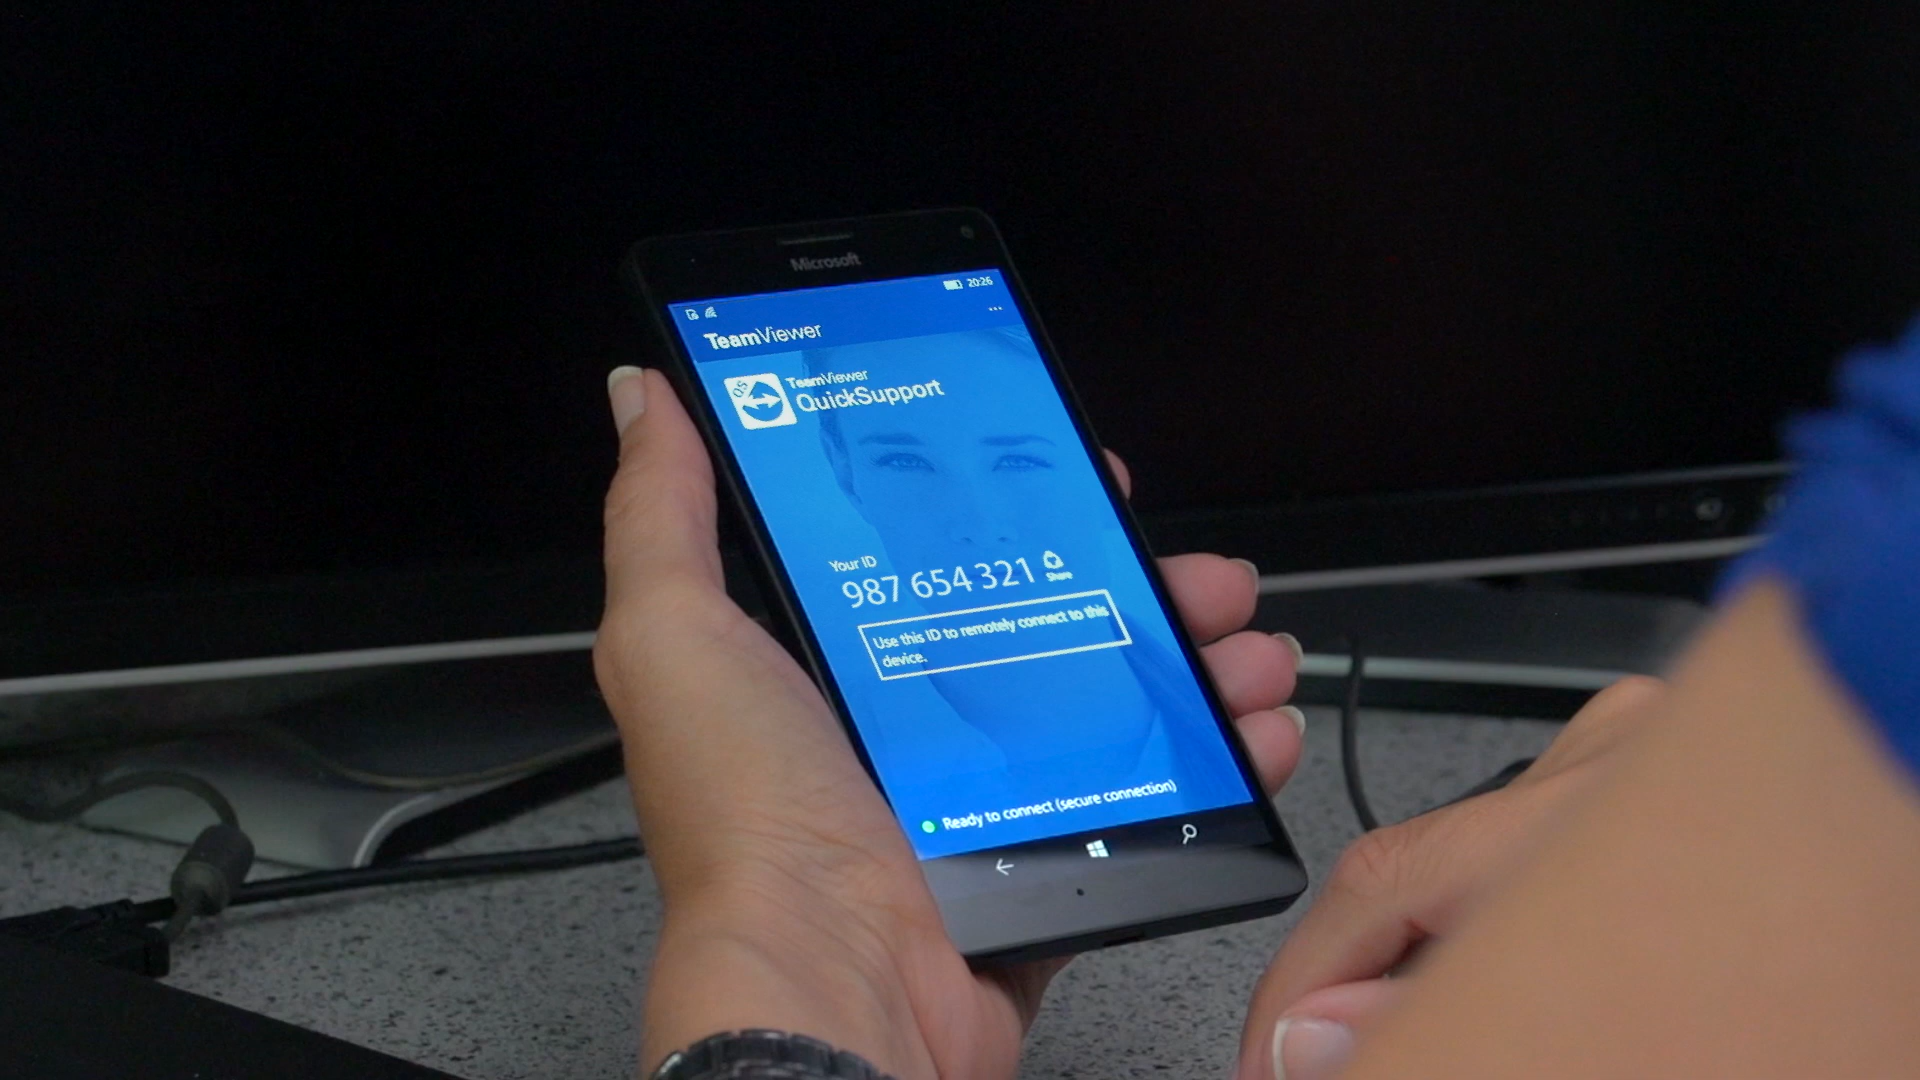 Microsoft
20:26
TeamViewer
QS
TeamViewer
QuickSupport
Your ID
987 654 321
Share
Use this ID to remotely connect to this
device.
Ready to connect (secure connection)